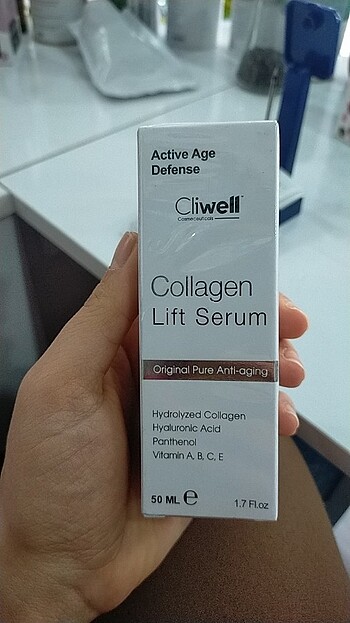 Active Age
Defense
Cliwell
Cosmeceuticals
Collagen
Lift Serum
Original Pure Anti-aging
Hydrolyzed Collagen
Hyaluronic Acid
Panthenol
Vitamin A, B, C, E
50 ML ℮ 1.7 Fl.oz